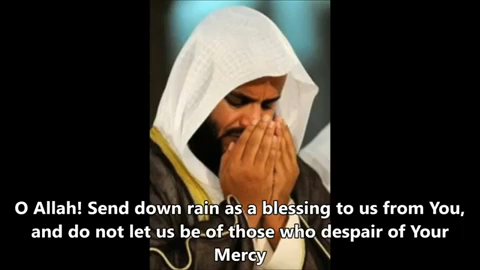 O Allah! Send down rain as a blessing to us from You,
and do not let us be of those who despair of Your
Mercy